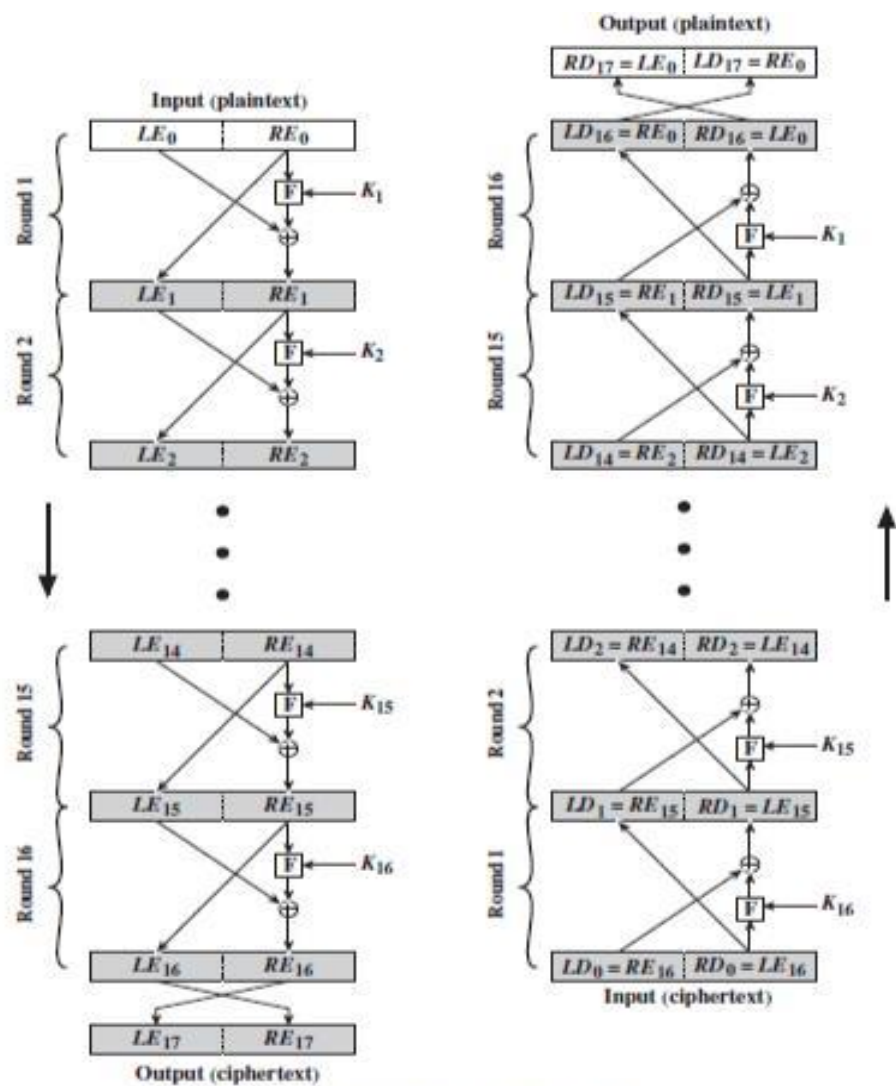 Input (plaintext)
LE₀ RE₀
Round 1
F
K₁
LE₁ RE₁
Round 2
F
K₂
LE₂ RE₂
LE₁₄ RE₁₄
Round 15
F
K₁₅
LE₁₅ RE₁₅
Round 16
F
K₁₆
LE₁₆ RE₁₆
LE₁₇ RE₁₇
Output (ciphertext)
Output (plaintext)
RD₁₇ = LE₀ LD₁₇ = RE₀
LD₁₆ = RE₀ RD₁₆ = LE₀
Round 16
F
K₁
LD₁₅ = RE₁ RD₁₅ = LE₁
Round 15
F
K₂
LD₁₄ = RE₂ RD₁₄ = LE₂
LD₂ = RE₁₄ RD₂ = LE₁₄
Round 2
F
K₁₅
LD₁ = RE₁₅ RD₁ = LE₁₅
Round 1
F
K₁₆
LD₀ = RE₁₆ RD₀ = LE₁₆
Input (ciphertext)